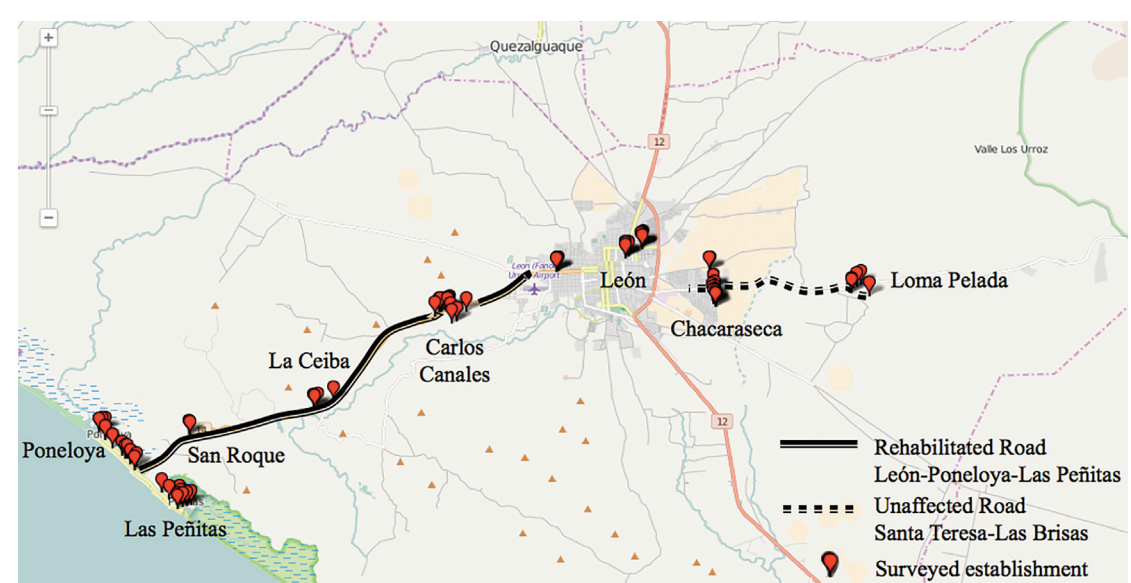 Quezalguaque
12
Valle Los Urroz
León
Loma Pelada
Chacaraseca
Carlos
Canales
La Ceiba
12
Poneloya
San Roque
Las Peñitas
Rehabilitated Road
León-Poneloya-Las Peñitas
Unaffected Road
Santa Teresa-Las Brisas
Surveyed establishment